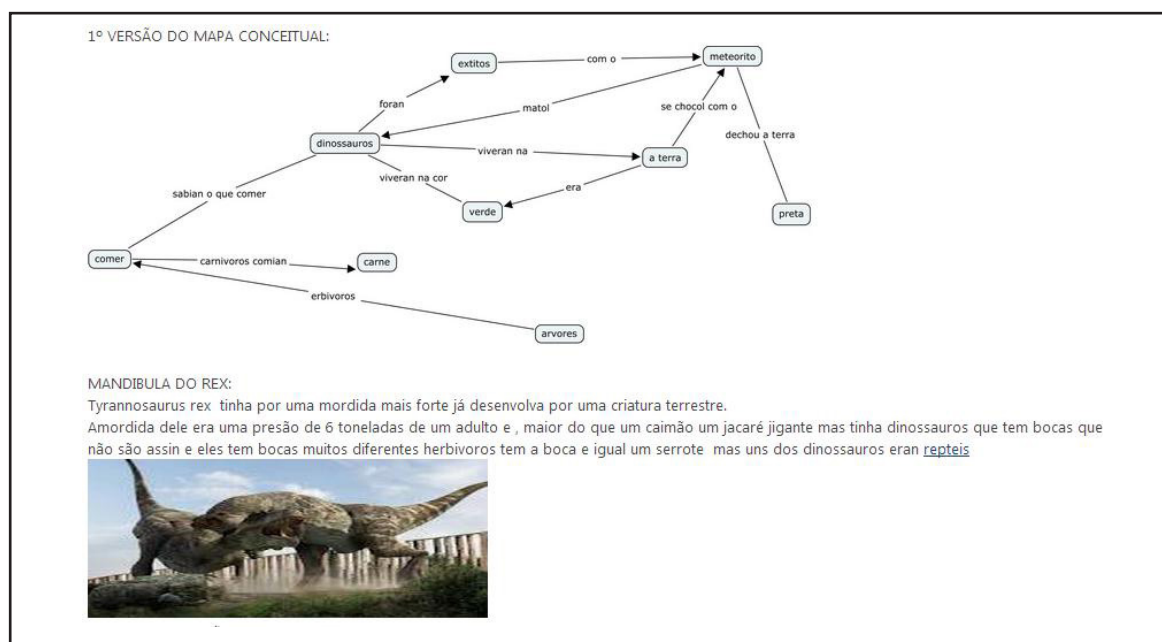 1º VERSÃO DO MAPA CONCEITUAL:
extitos
com o
meteorito
foran
matol
se chocol com o
dechou a terra
dinossauros
viveran na
a terra
viveran na cor
era
sabian o que comer
verde
preta
comer
carnivoros comian
carne
erbivoros
arvores
MANDIBULA DO REX:
Tyrannosaurus rex tinha por uma mordida mais forte já desenvolva por uma criatura terrestre.
Amordida dele era uma presão de 6 toneladas de um adulto e , maior do que um caimão um jacaré jigante mas tinha dinossauros que tem bocas que
não são assin e eles tem bocas muitos diferentes herbivoros tem a boca e igual um serrote mas uns dos dinossauros eran repteis